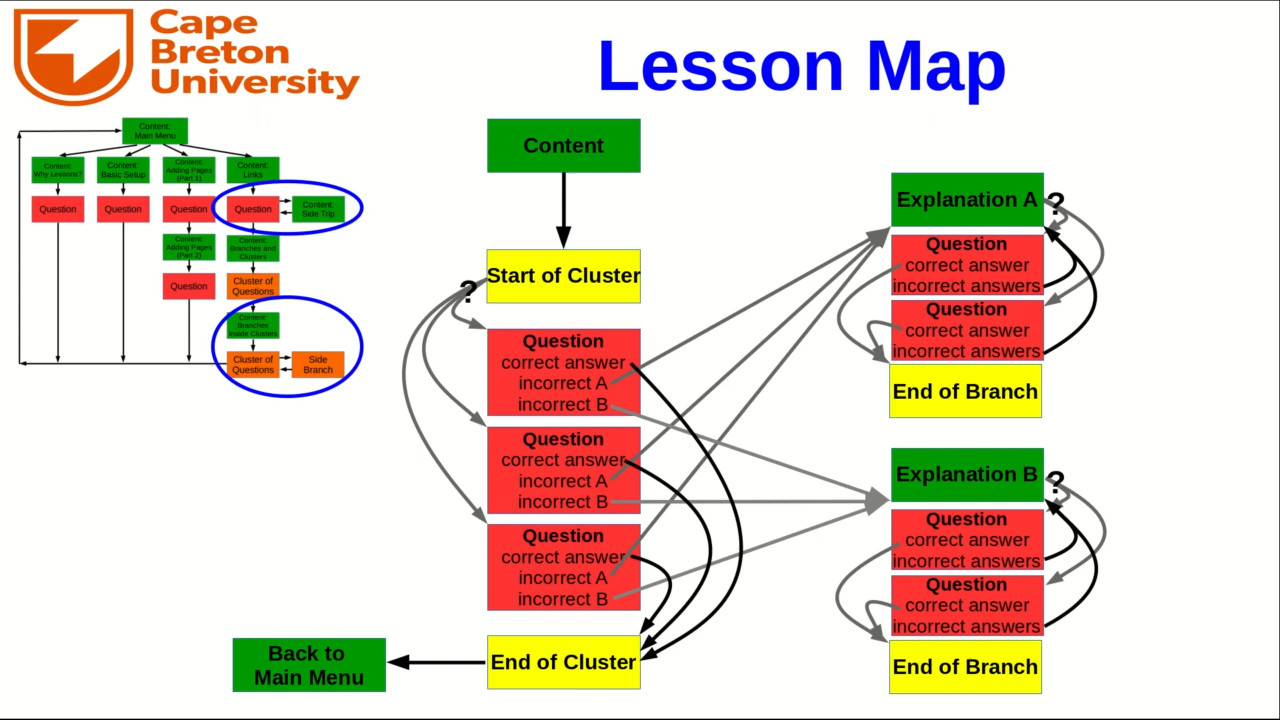 Cape
Breton
University
Lesson Map
Content:
Main Menu
Content:
Why Lessons?
Content:
Basic Setup
Content:
Adding Pages
(Part 1)
Content:
Links
Question
Question
Question
Question
Content:
Side Trip
Content:
Adding Pages
(Part 2)
Content:
Branches and
Clusters
Question
Cluster of
Questions
Content:
Branches
Inside Clusters
Cluster of
Questions
Side
Branch
Content
Start of Cluster
?
Question
correct answer
incorrect A
incorrect B
Question
correct answer
incorrect A
incorrect B
Question
correct answer
incorrect A
incorrect B
End of Cluster
Back to
Main Menu
Explanation A
?
Question
correct answer
incorrect answers
Question
correct answer
incorrect answers
End of Branch
Explanation B
?
Question
correct answer
incorrect answers
Question
correct answer
incorrect answers
End of Branch